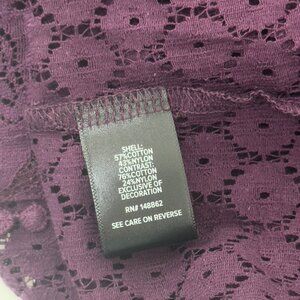 SHELL:
57%COTTON
43%NYLON
CONTRAST:
76%COTTON
24%NYLON
EXCLUSIVE OF
DECORATION
RN# 148862
SEE CARE ON REVERSE